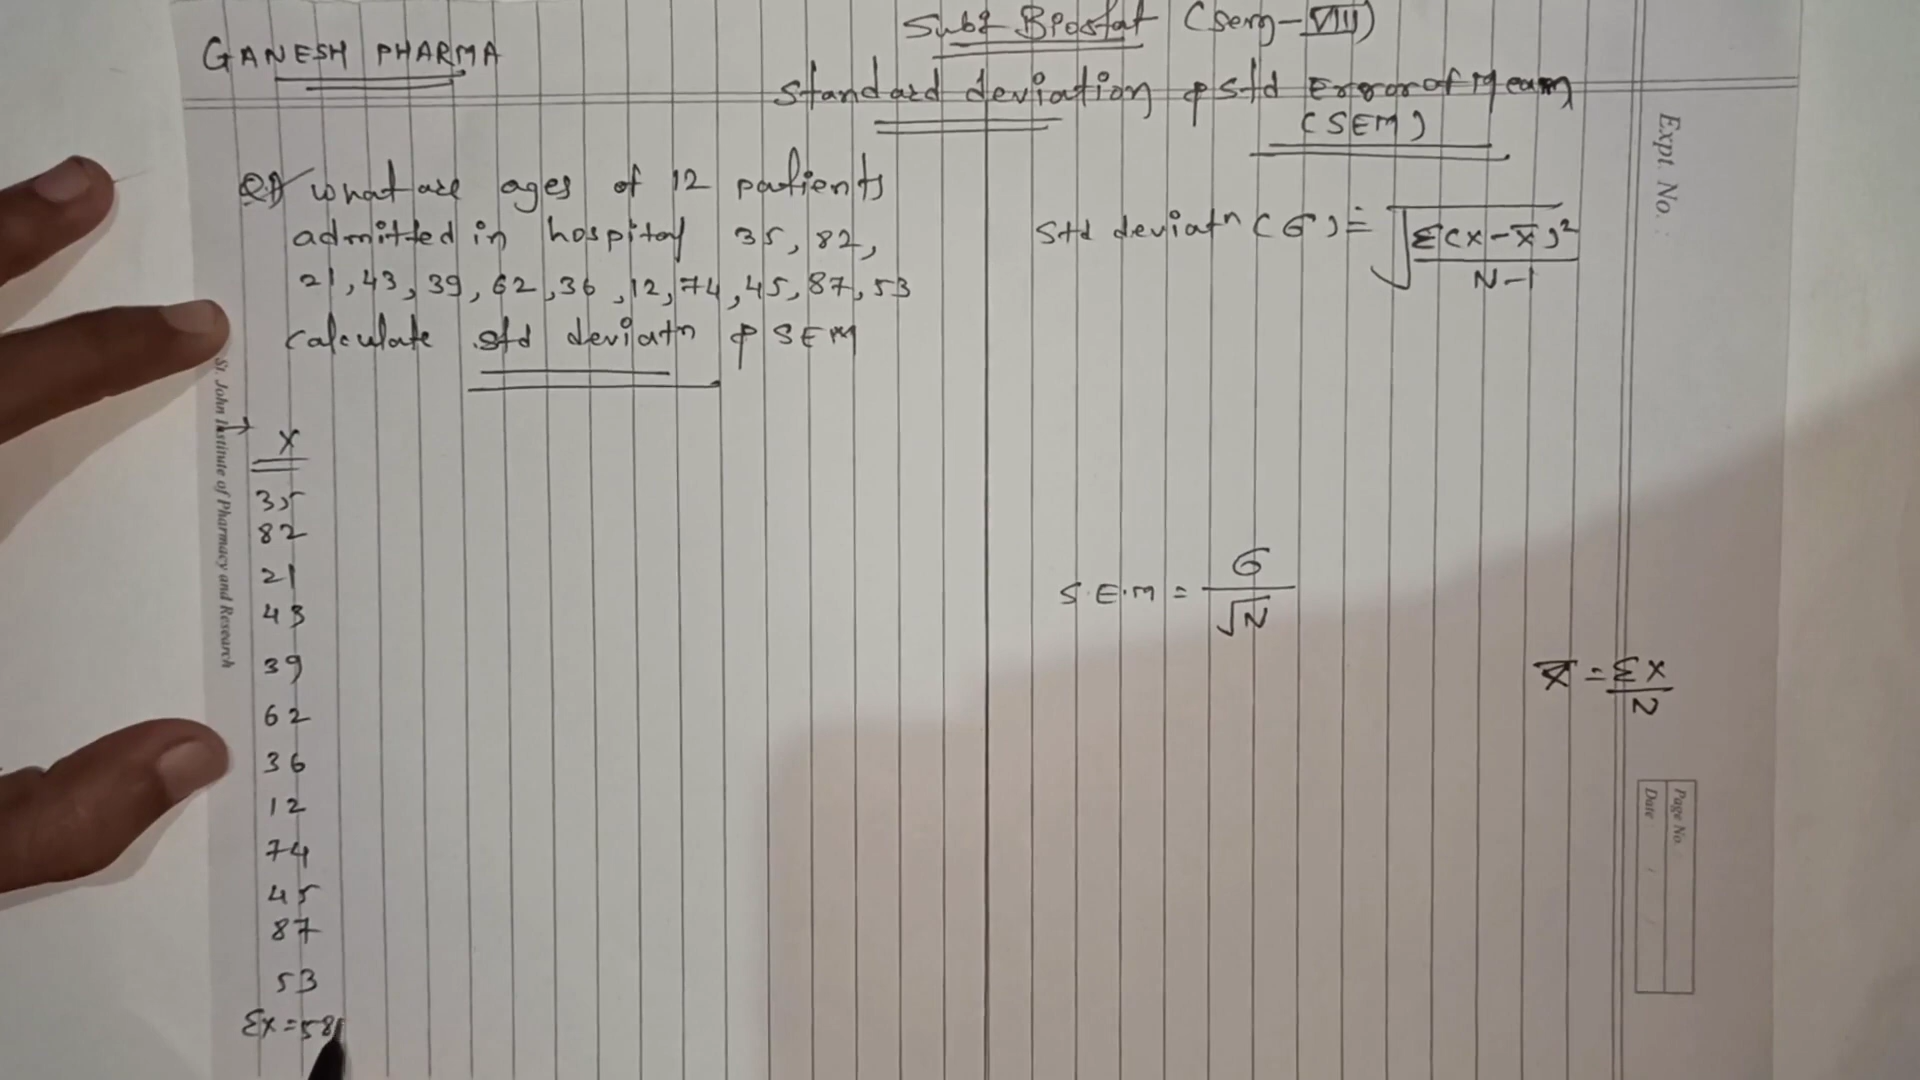 GANESH PHARMA
Sub: Biostat (Sem-VIII)
Standard deviation & Std Error of Mean
(SEM)
Q1) What are ages of 12 patients
admitted in hospital 35, 82,
21, 43, 39, 62, 36, 12, 74, 45, 87, 53
calculate std deviatn & SEM
Std deviatn (σ) = √Σ(x-x̄)²
N-1
→ X
35
82
21
43
39
62
36
12
74
45
87
53
Σx = 58
S.E.M = σ
√N
x̄ = Σx
N
Expt. No. :
St. John Institute of Pharmacy and Research
Page No.
Date